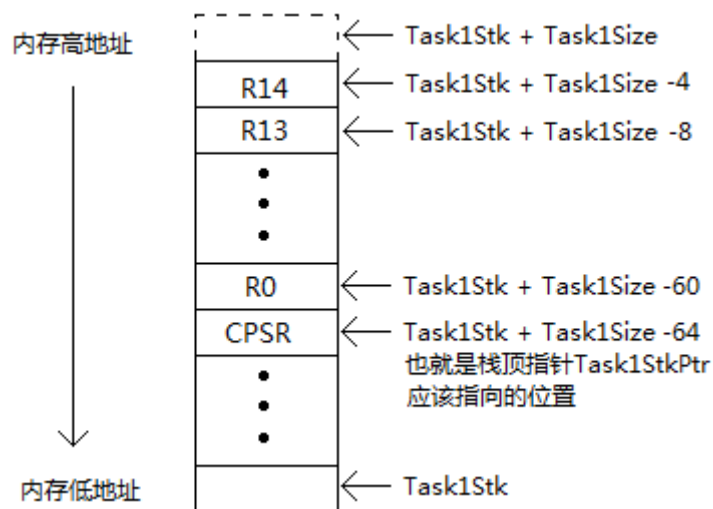 内存高地址
Task1Stk + Task1Size
R14
Task1Stk + Task1Size -4
R13
Task1Stk + Task1Size -8
R0
Task1Stk + Task1Size -60
CPSR
Task1Stk + Task1Size -64
也就是栈顶指针Task1StkPtr
应该指向的位置
内存低地址
Task1Stk